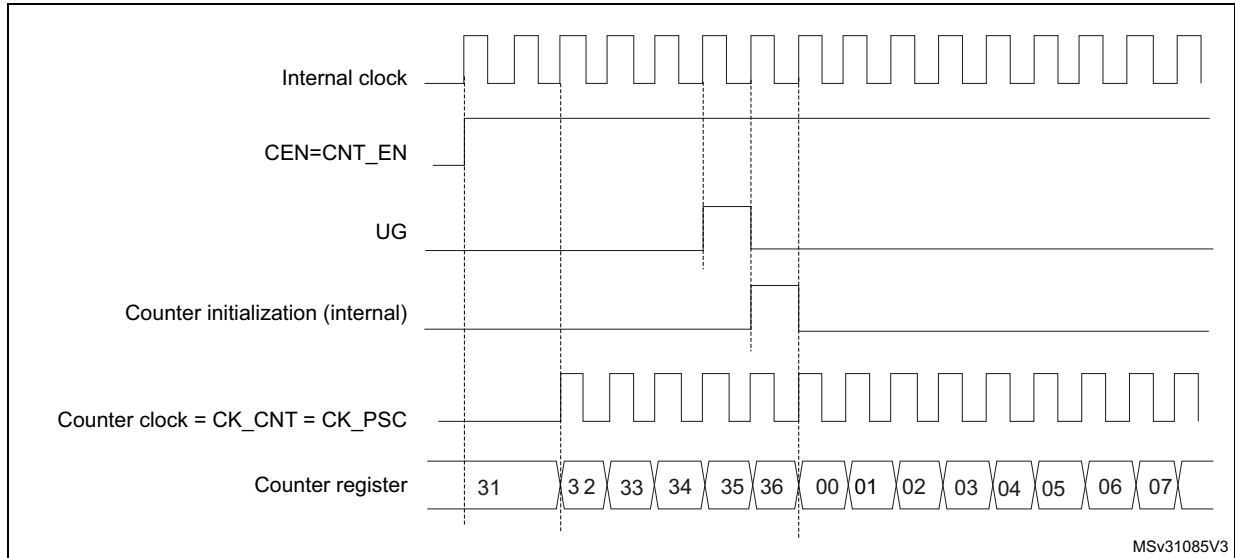 Internal clock
CEN=CNT_EN
UG
Counter initialization (internal)
Counter clock = CK_CNT = CK_PSC
Counter register 31 32 33 34 35 36 00 01 02 03 04 05 06 07
MSv31085V3